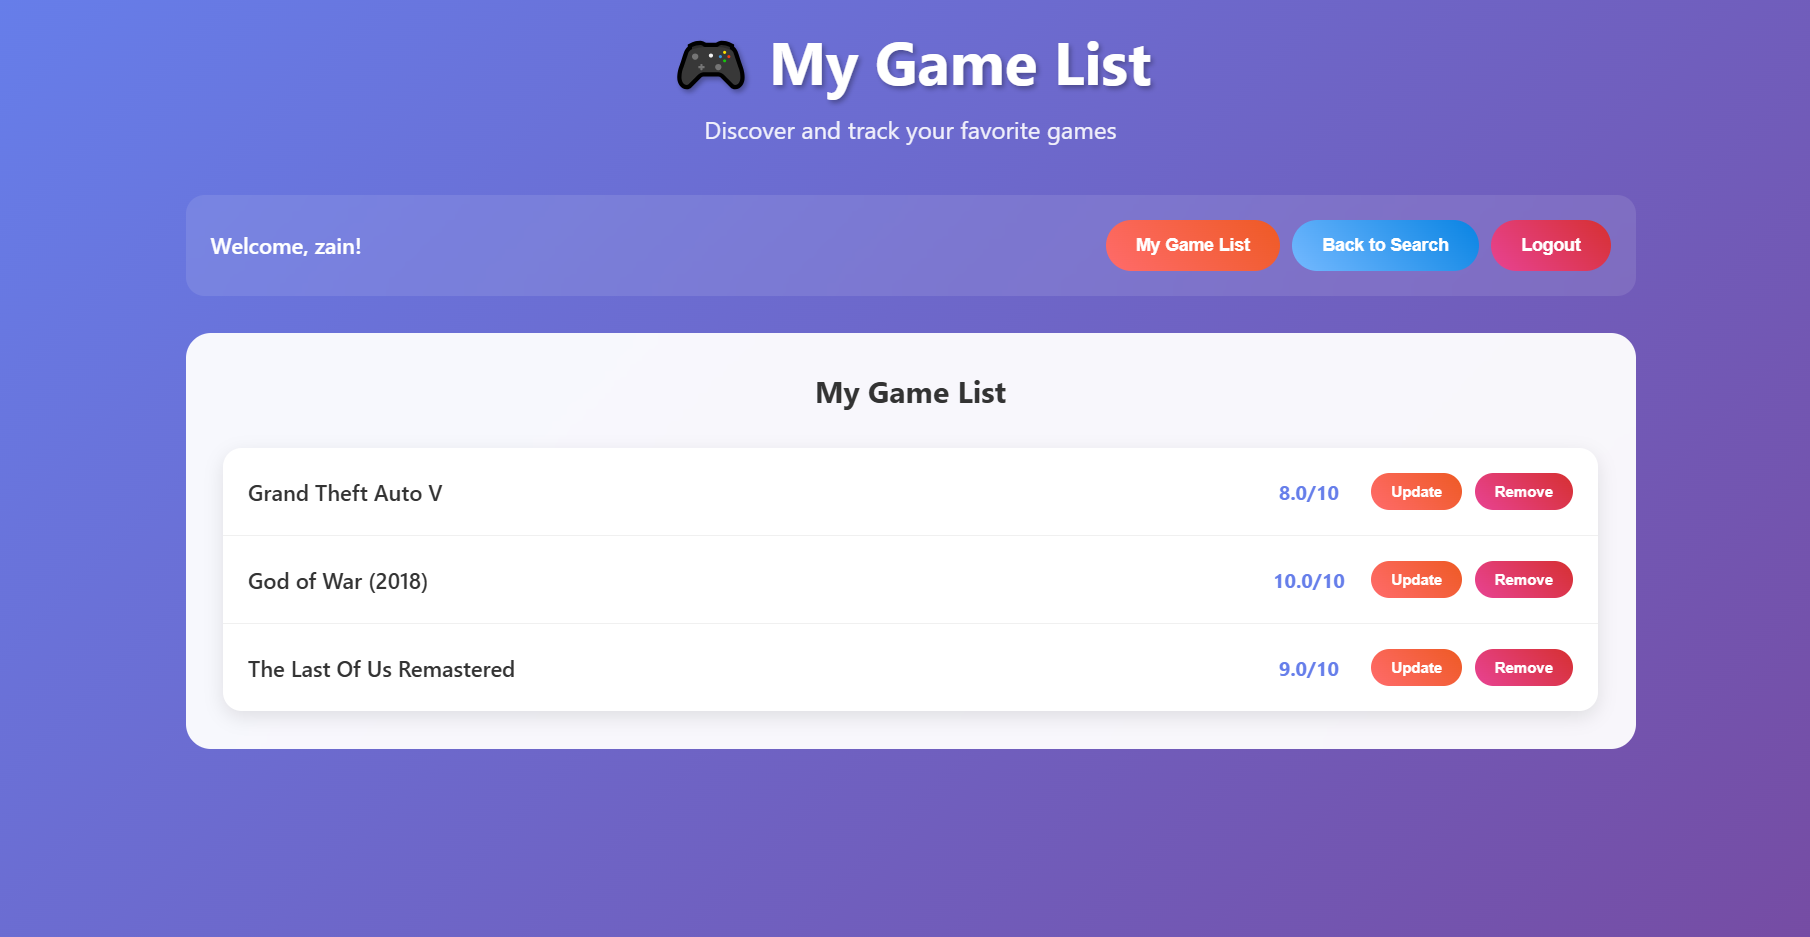 My Game List
Discover and track your favorite games
Welcome, zain!
My Game List
Back to Search
Logout
My Game List
Grand Theft Auto V
8.0/10
Update
Remove
God of War (2018)
10.0/10
Update
Remove
The Last Of Us Remastered
9.0/10
Update
Remove